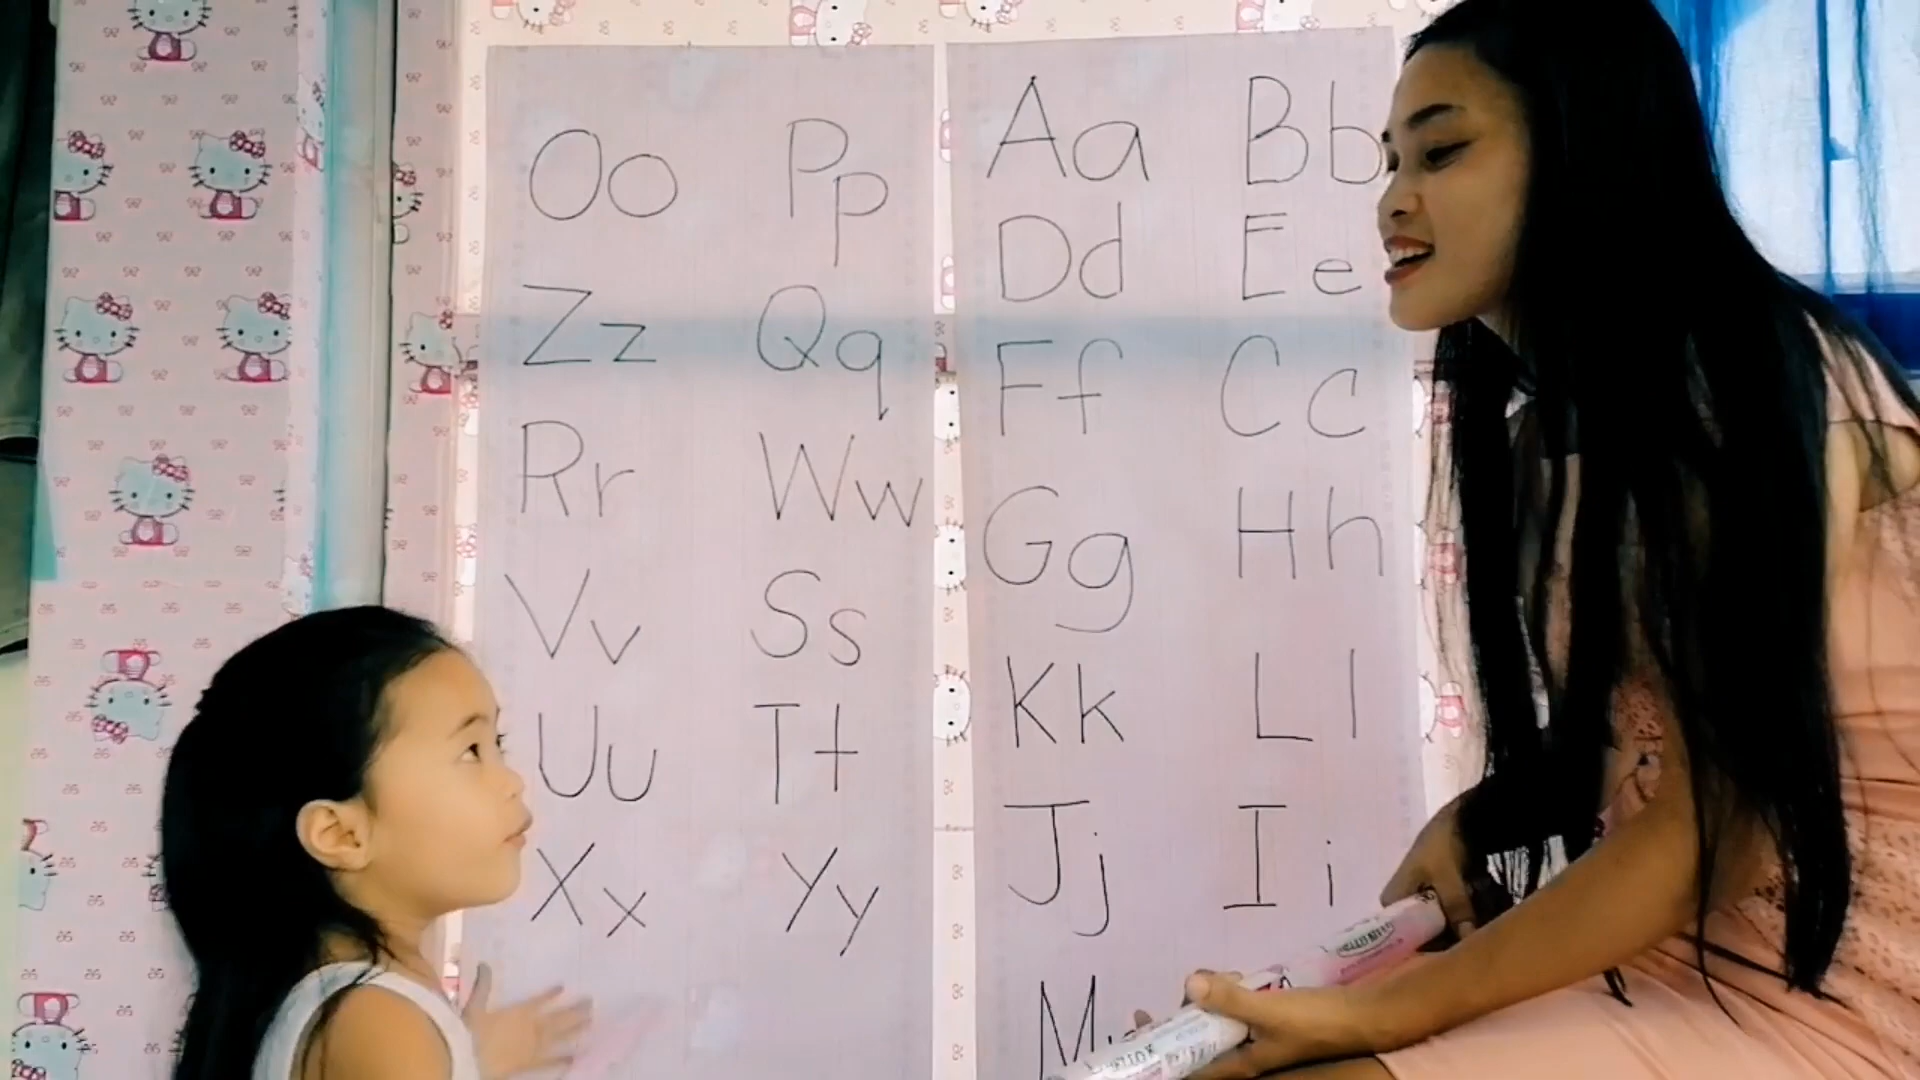 Oo Pp
Zz Qq
Rr Ww
Vv Ss
Uu Tt
Xx Yy
Aa Bb
Dd Ee
Ff Cc
Gg Hh
Kk Ll
Jj Ii
M